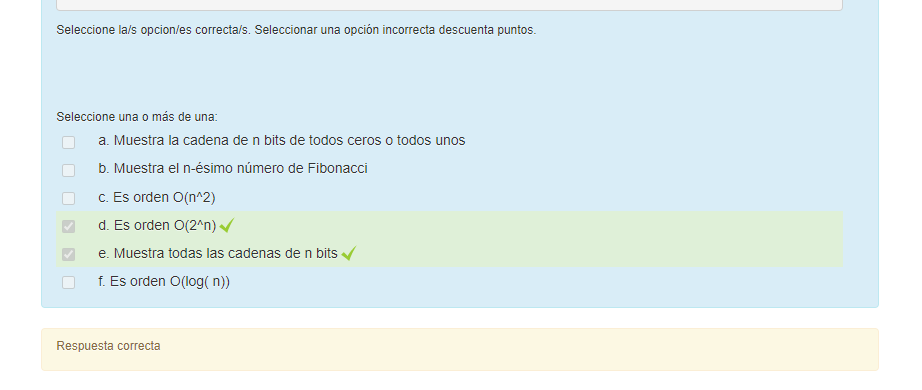 Seleccione la/s opcion/es correcta/s. Seleccionar una opción incorrecta descuenta puntos.
Seleccione una o más de una:
a. Muestra la cadena de n bits de todos ceros o todos unos
b. Muestra el n-ésimo número de Fibonacci
c. Es orden O(n^2)
d. Es orden O(2^n)
e. Muestra todas las cadenas de n bits
f. Es orden O(log( n))
Respuesta correcta